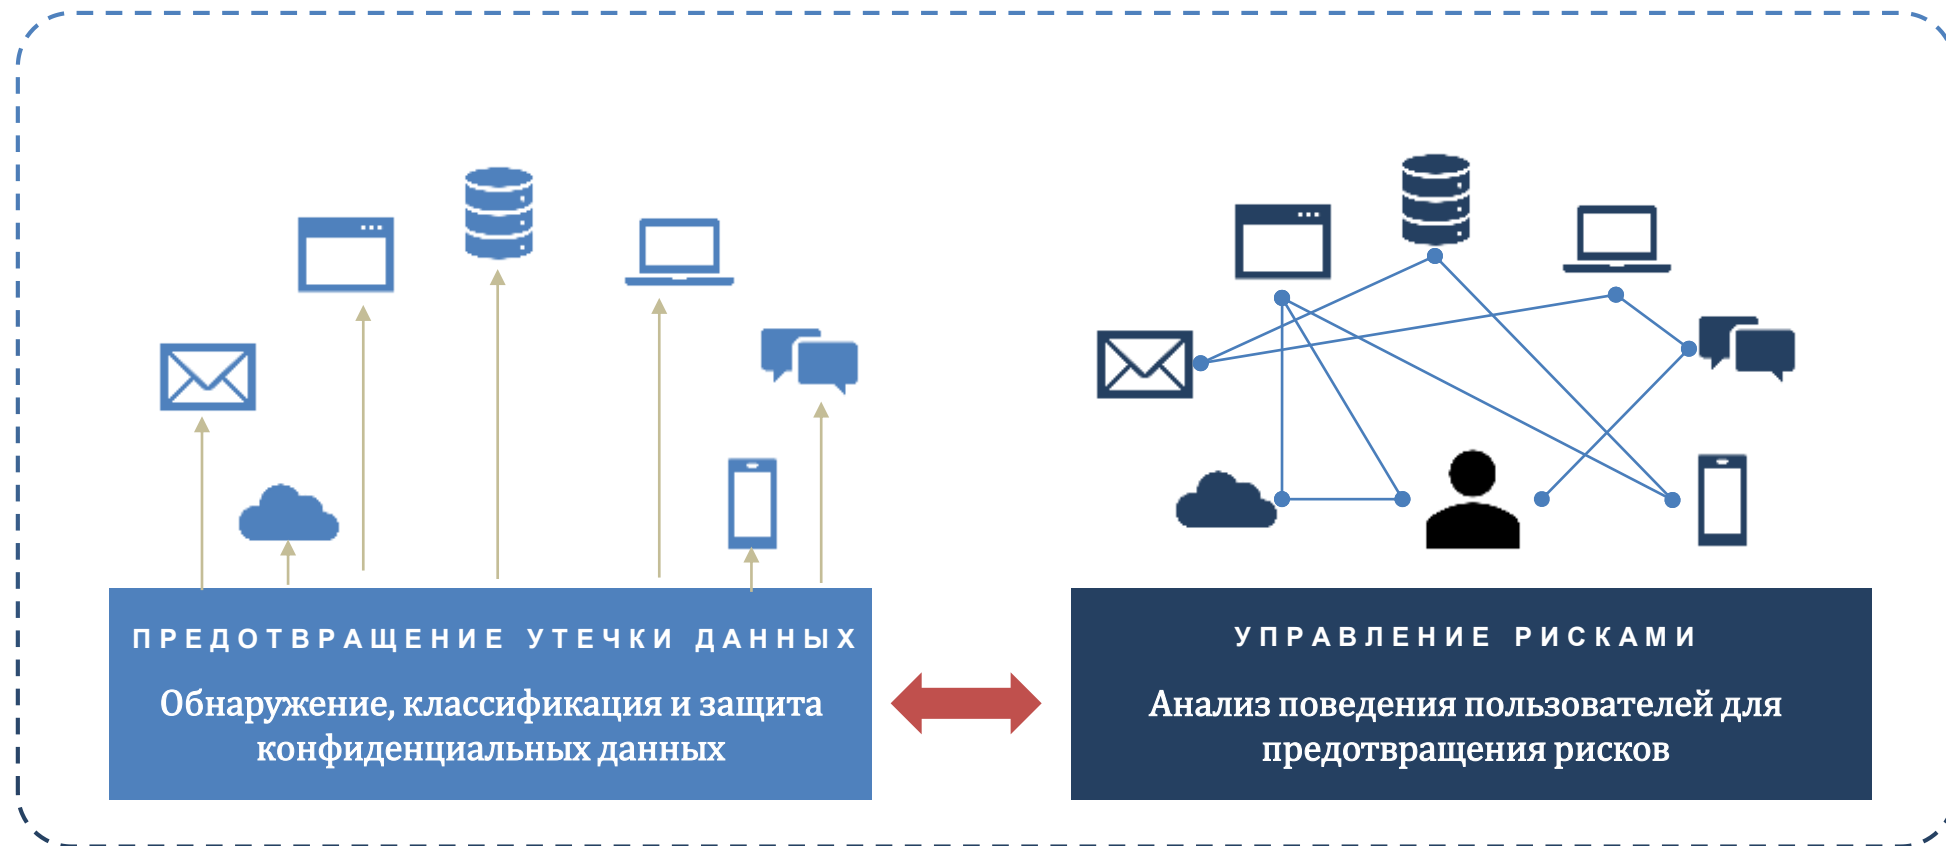 ПРЕДОТВРАЩЕНИЕ УТЕЧКИ ДАННЫХ
Обнаружение, классификация и защита
конфиденциальных данных
УПРАВЛЕНИЕ РИСКАМИ
Анализ поведения пользователей для
предотвращения рисков